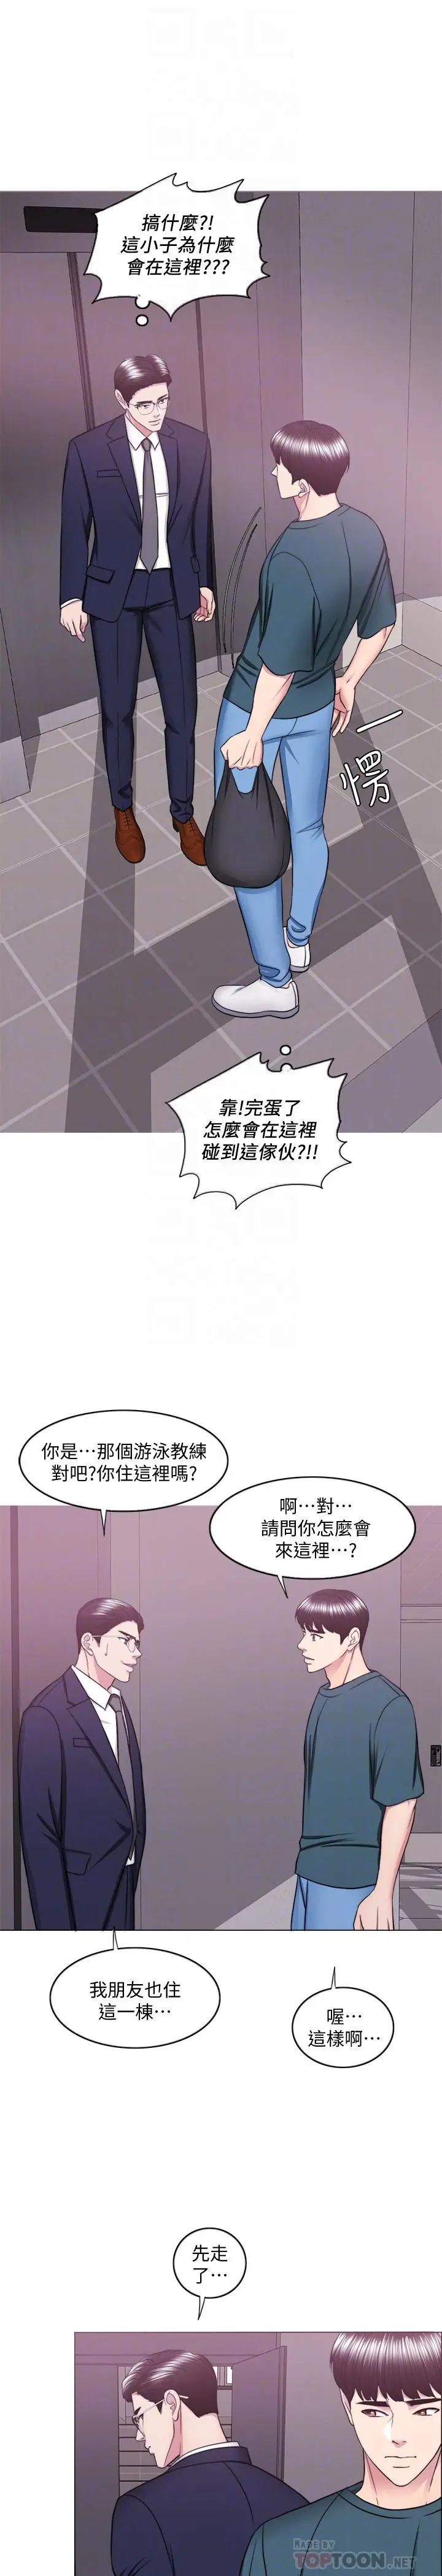 搞什麼?!
這小子為什麼
會在這裡???
愣
靠!完蛋了
怎麼會在這裡
碰到這傢伙?!!
你是⋯那個游泳教練
對吧?你住這裡嗎?
啊⋯對⋯
請問你怎麼會
來這裡⋯?
我朋友也住
這一棟⋯
喔⋯
這樣啊⋯
先走
了⋯
MADE BY
TOPTOON.NET